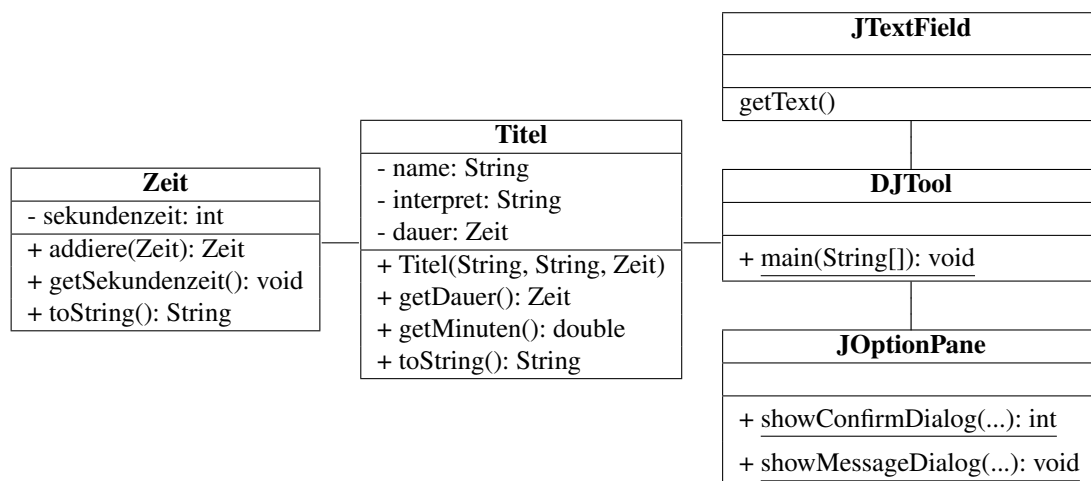 Zeit
- sekundenzeit: int
+ addiere(Zeit): Zeit
+ getSekundenzeit(): void
+ toString(): String
Titel
- name: String
- interpret: String
- dauer: Zeit
+ Titel(String, String, Zeit)
+ getDauer(): Zeit
+ getMinuten(): double
+ toString(): String
JTextField
getText()
DJTool
+ main(String[]): void
JOptionPane
+ showConfirmDialog(...): int
+ showMessageDialog(...): void